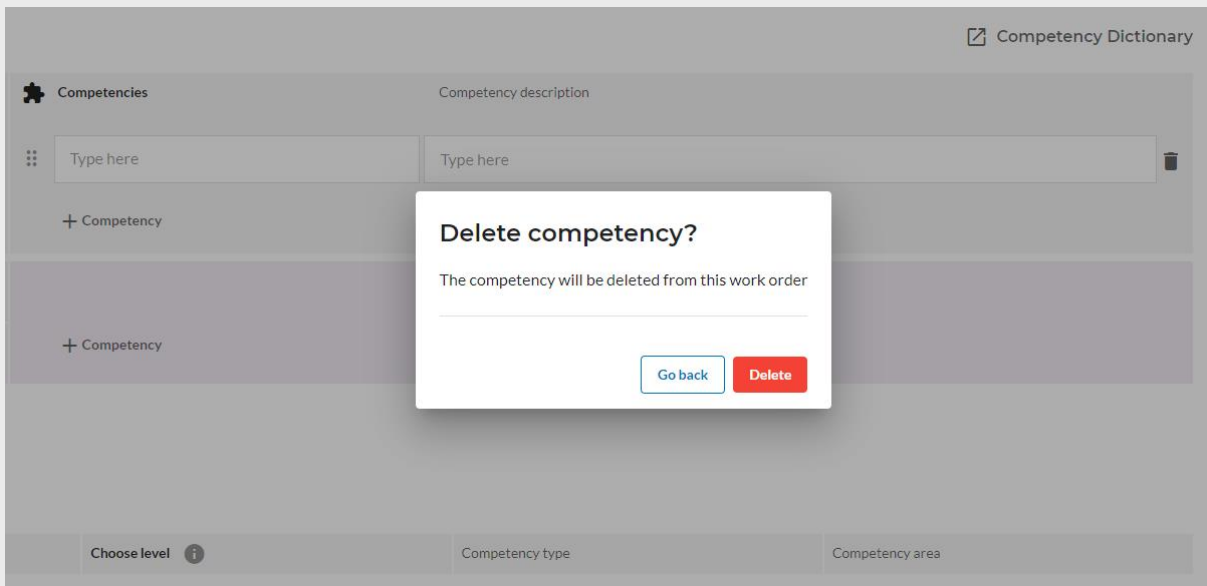 Competency Dictionary
Competencies
Competency description
Type here
Type here
+ Competency
Delete competency?
The competency will be deleted from this work order
+ Competency
Go back
Delete
Choose level
Competency type
Competency area